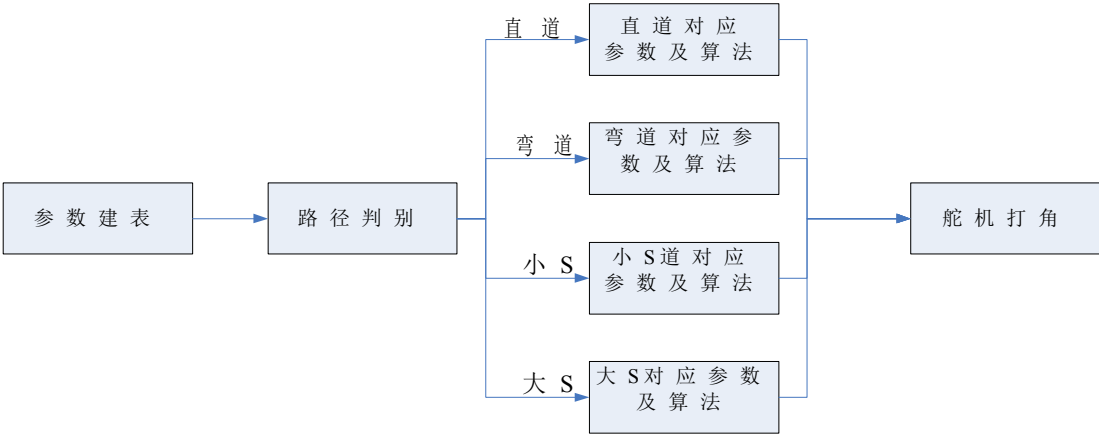 参数建表
路径判别
直道
直道对应
参数及算法
弯道
弯道对应参
数及算法
小S
小S道对应
参数及算法
大S
大S对应参数
及算法
舵机打角